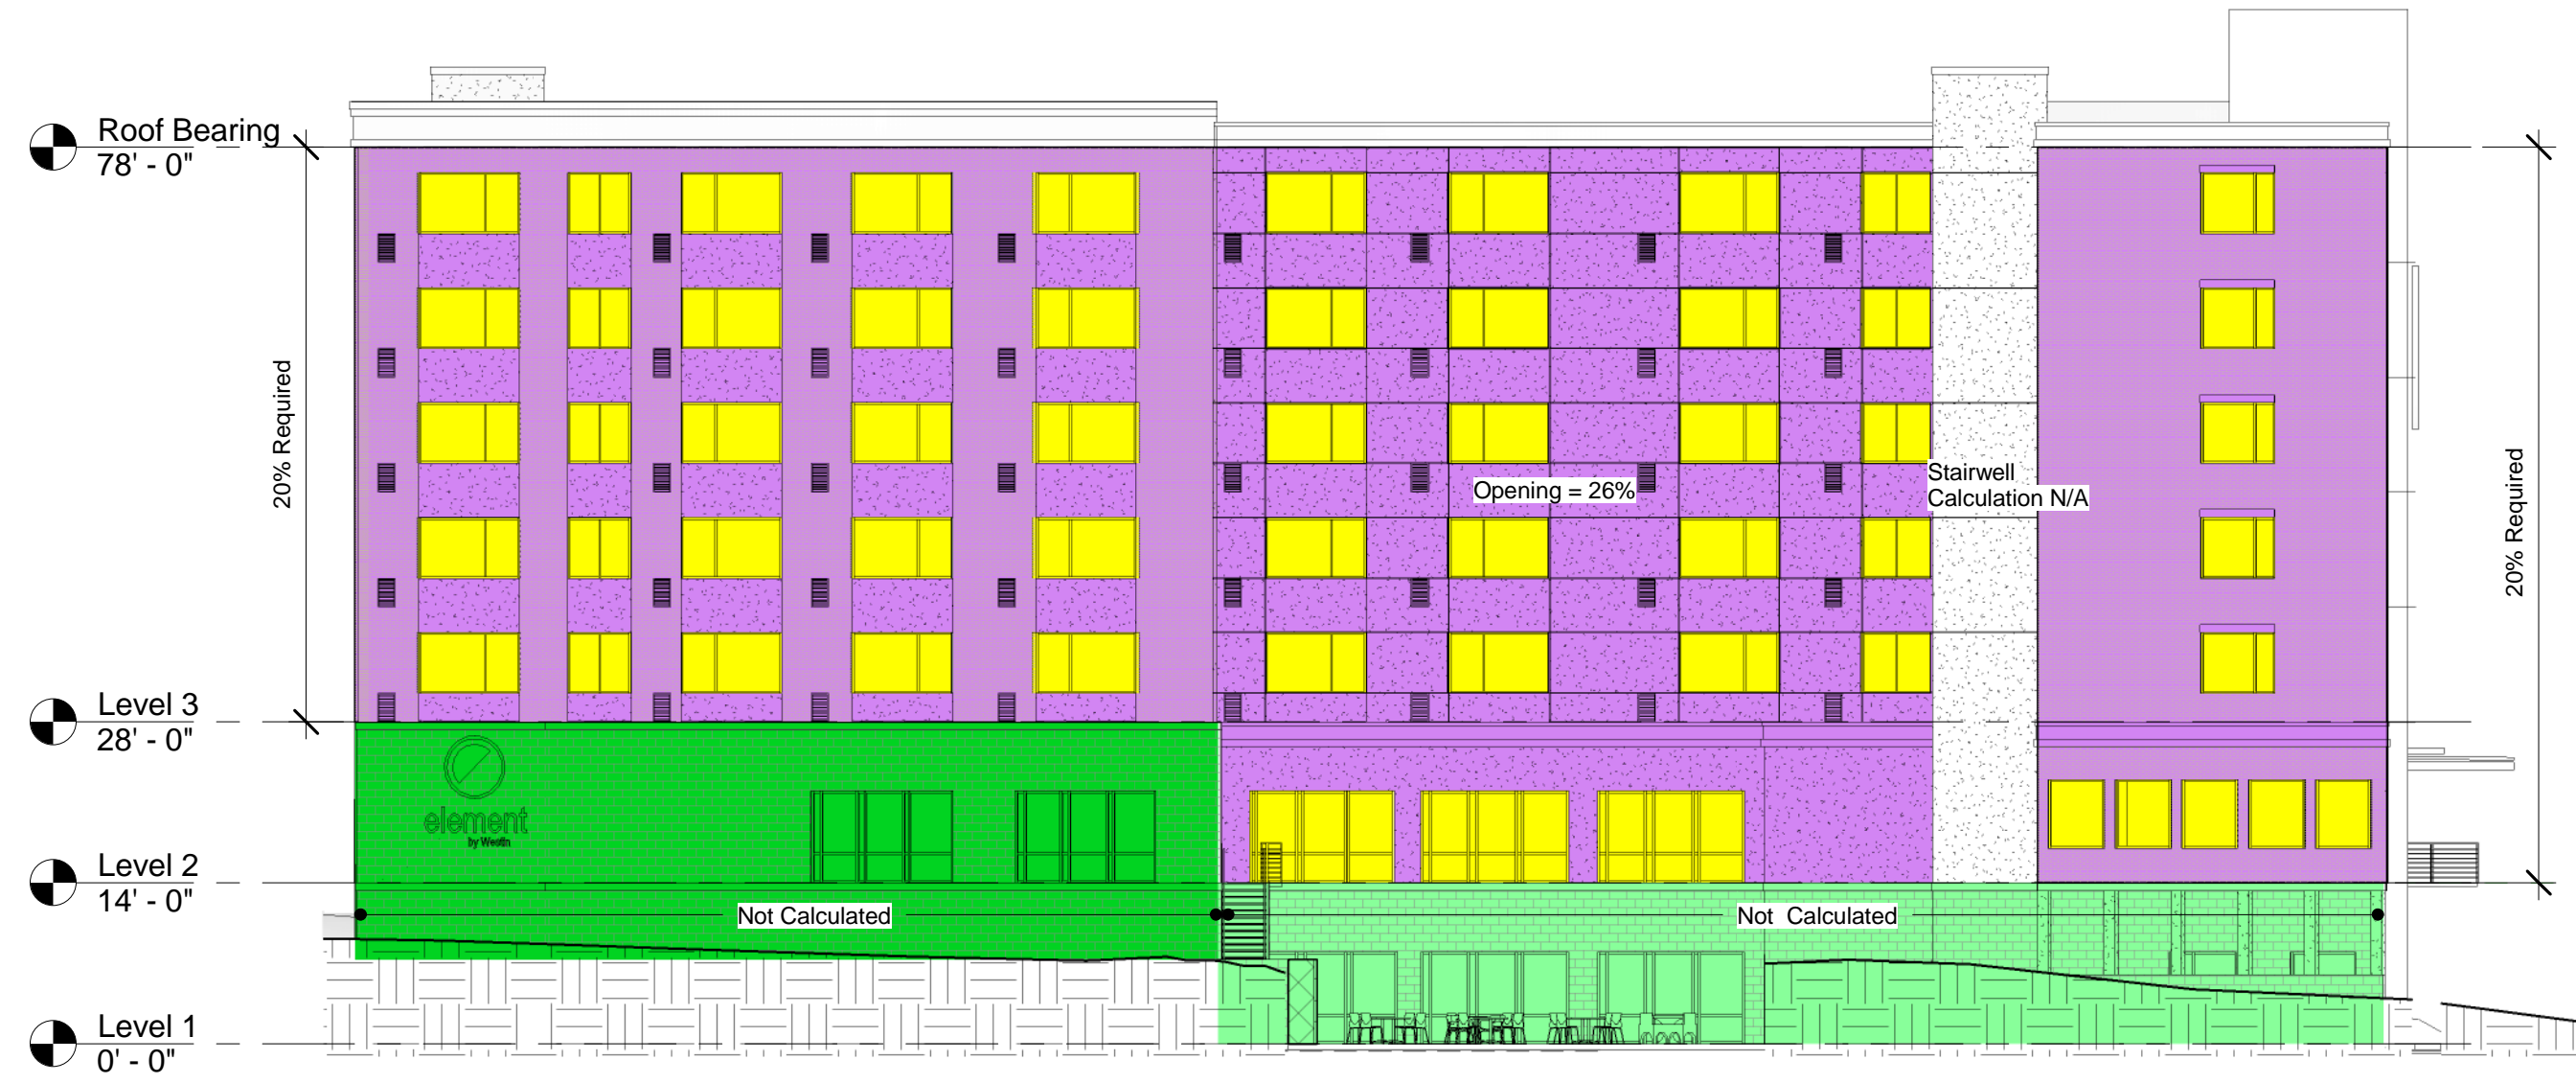 Roof Bearing
78' - 0"
20% Required
Opening = 26%
Stairwell
Calculation N/A
20% Required
Level 3
28' - 0"
element
by Westin
Level 2
14' - 0"
Not Calculated
Not Calculated
Level 1
0' - 0"